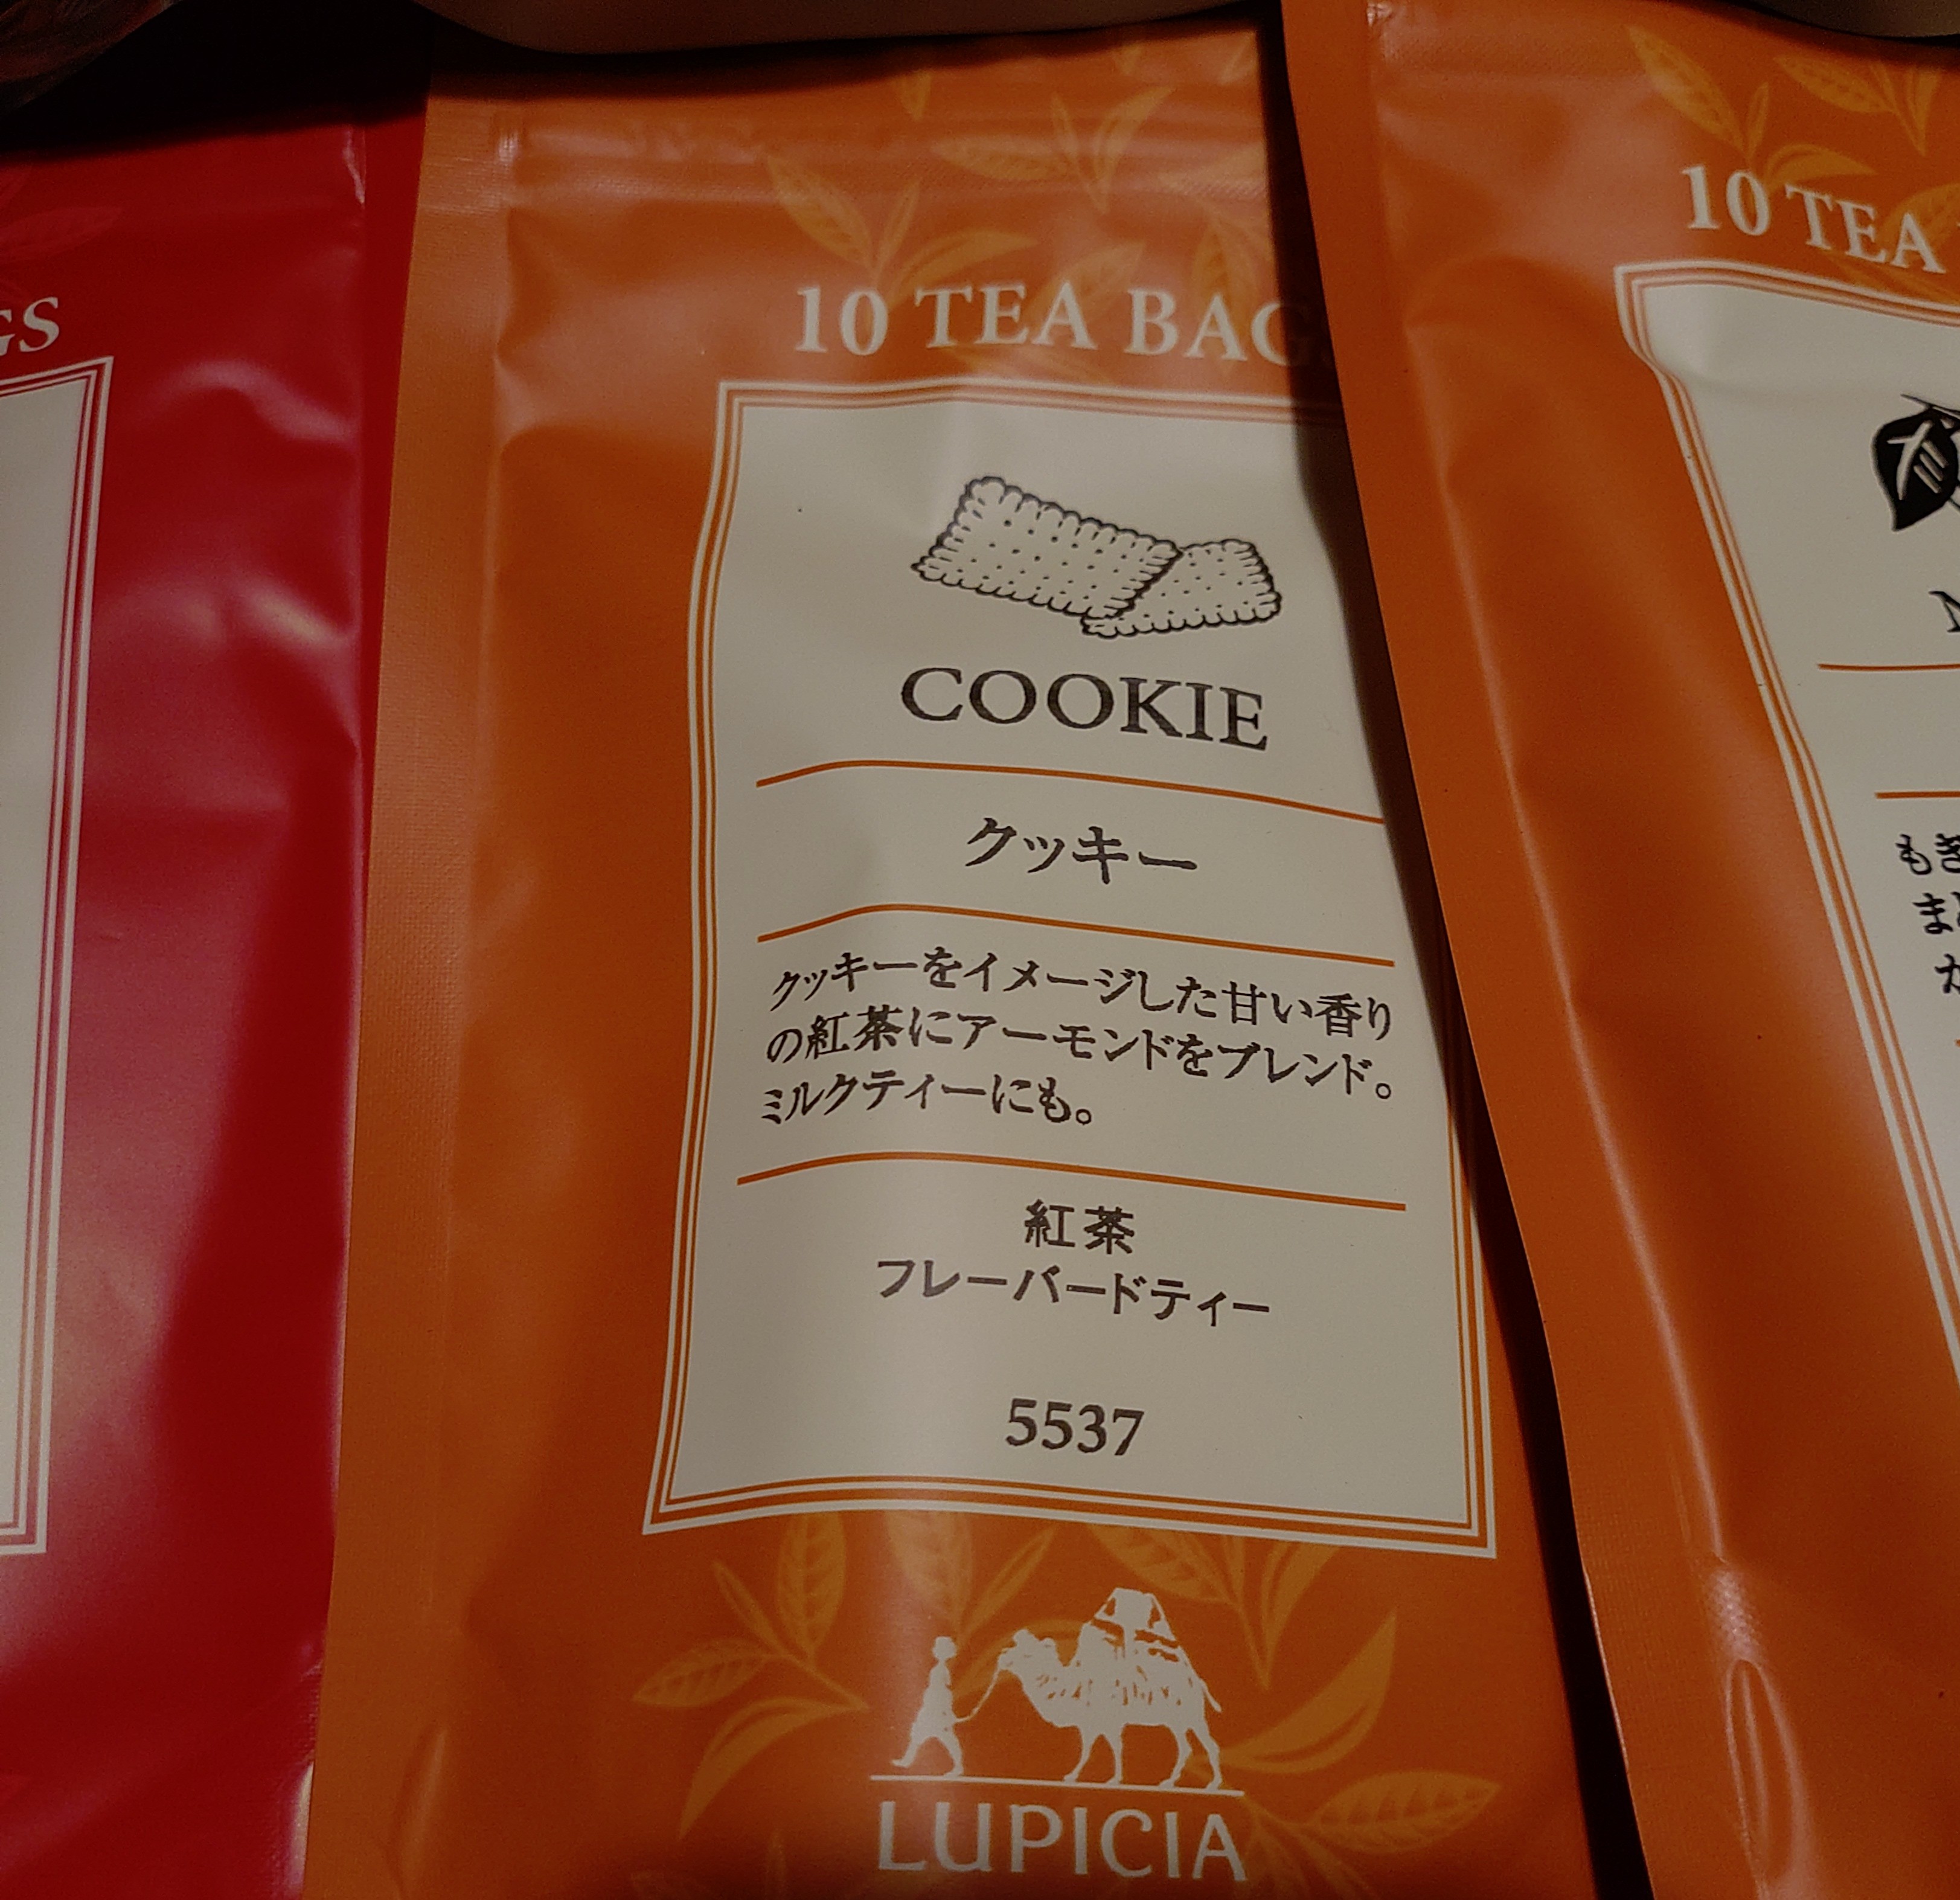 GS
10 TEA BAGS
COOKIE
クッキー
クッキーをイメージした甘い香り
の紅茶にアーモンドをブレンド。
ミルクティーにも。
紅茶
フレーバードティー
5537
LUPICIA
10 TEA
もぎ